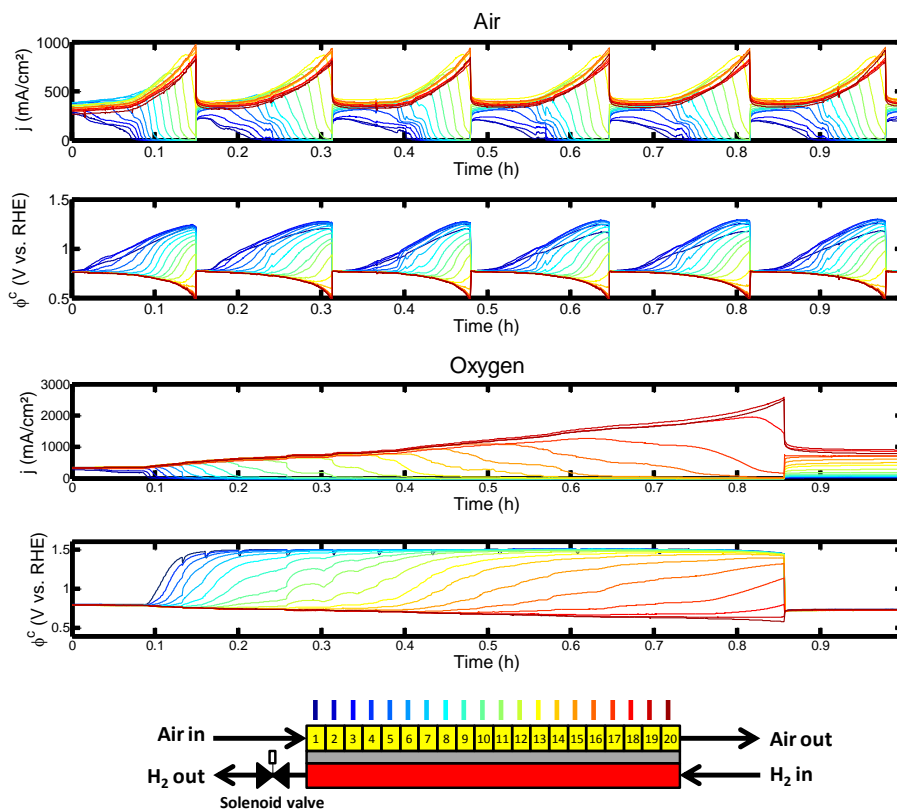 Air
j (mA/cm²)
1000
500
0
0 0.1 0.2 0.3 0.4 0.5 0.6 0.7 0.8 0.9
Time (h)
ϕᶜ (V vs. RHE)
1.5
1
0.5
0 0.1 0.2 0.3 0.4 0.5 0.6 0.7 0.8 0.9
Time (h)
Oxygen
j (mA/cm²)
3000
2000
1000
0
0 0.1 0.2 0.3 0.4 0.5 0.6 0.7 0.8 0.9
Time (h)
ϕᶜ (V vs. RHE)
1.5
1
0.5
0 0.1 0.2 0.3 0.4 0.5 0.6 0.7 0.8 0.9
Time (h)
Air in
1 2 3 4 5 6 7 8 9 10 11 12 13 14 15 16 17 18 19 20
Air out
H₂ out
H₂ in
Solenoid valve